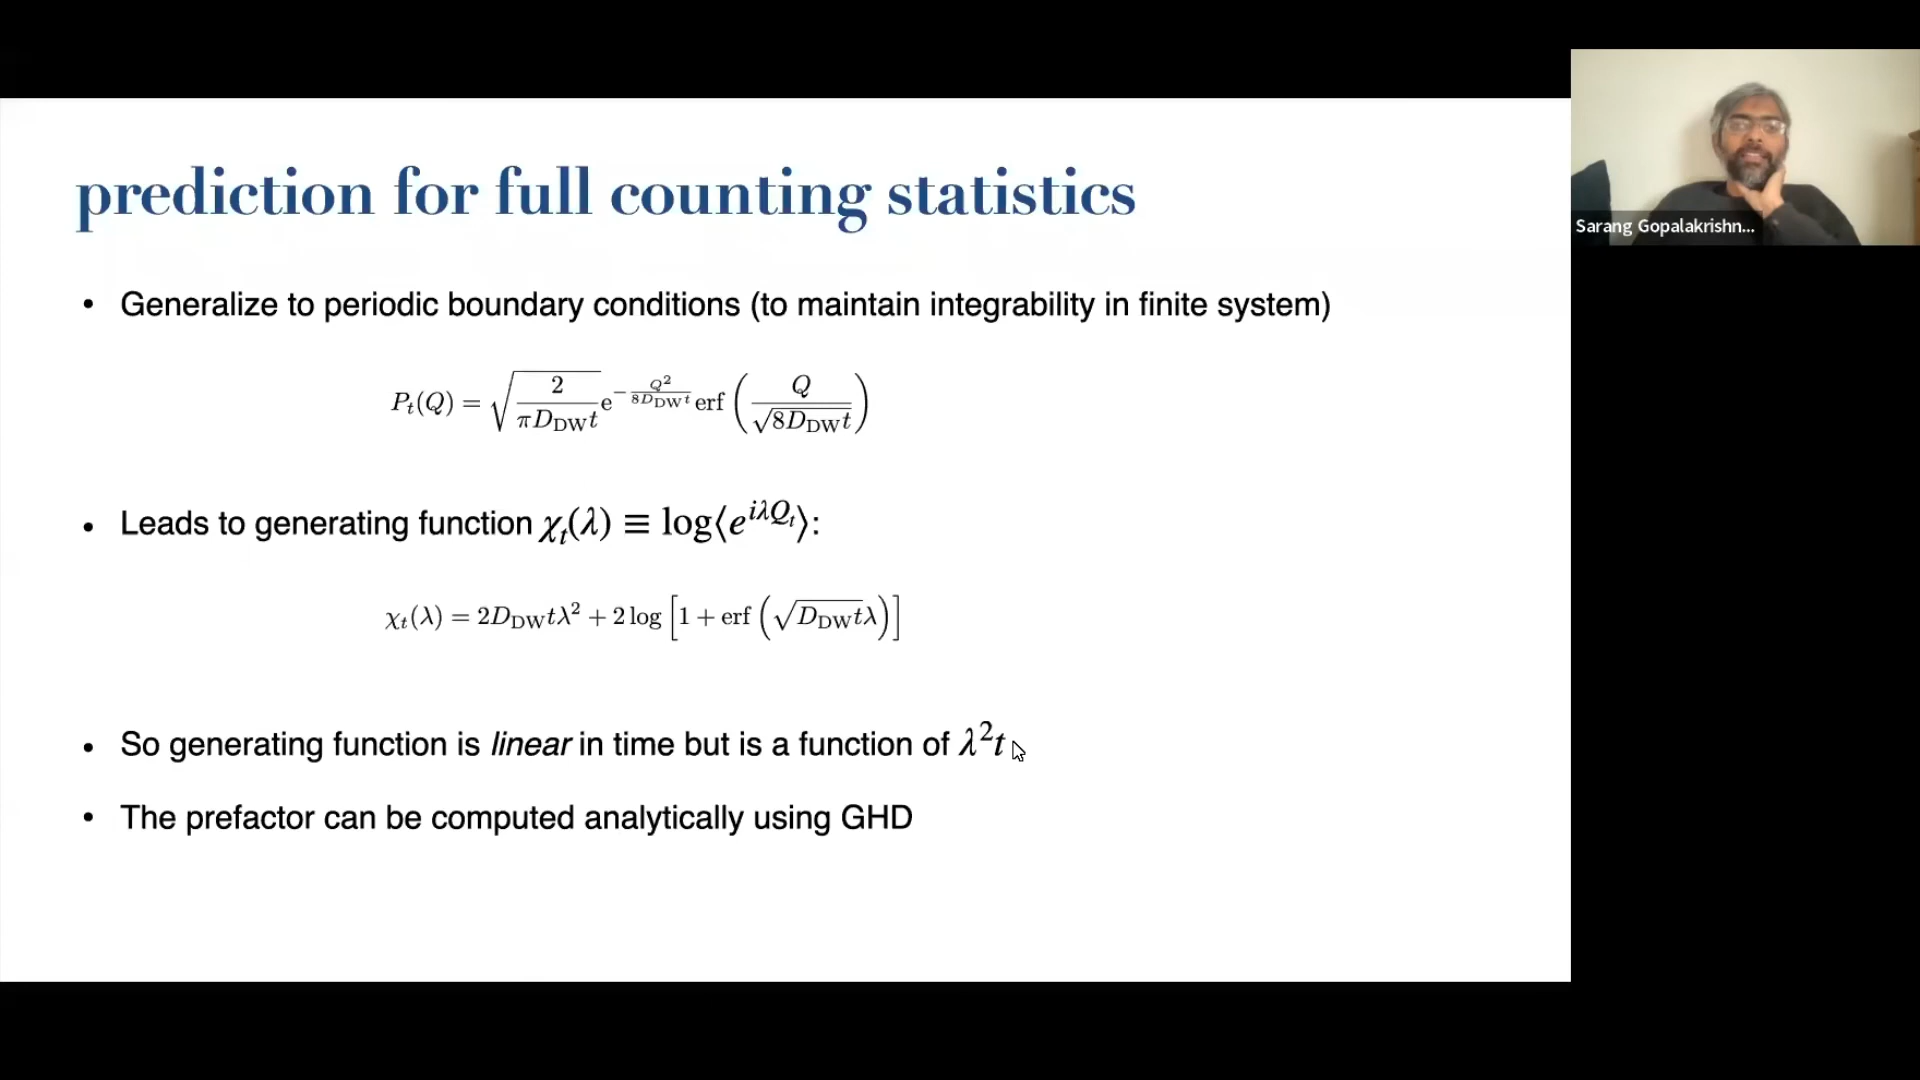 prediction for full counting statistics
Sarang Gopalakrishn...
• Generalize to periodic boundary conditions (to maintain integrability in finite system)
P_t(Q) = √(2/(πD_DW t)) e^(−Q²/(8D_DW t)) erf (Q/√(8D_DW t))
• Leads to generating function χ_t(λ) ≡ log⟨e^{iλQ_t}⟩:
χ_t(λ) = 2D_DW tλ² + 2 log [1 + erf (√(D_DW t)λ)]
• So generating function is linear in time but is a function of λ²t
• The prefactor can be computed analytically using GHD